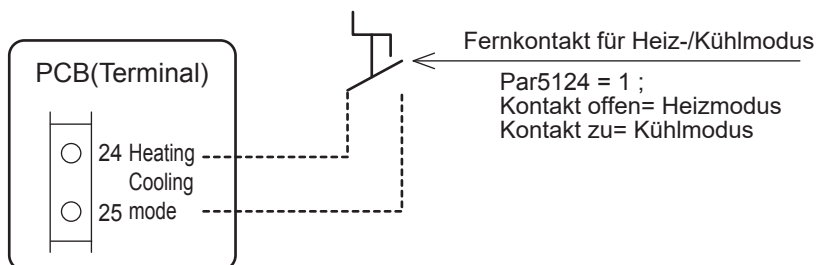 Fernkontakt für Heiz-/Kühlmodus
Par5124 = 1 ;
Kontakt offen= Heizmodus
Kontakt zu= Kühlmodus
PCB(Terminal)
24 Heating
Cooling
25 mode